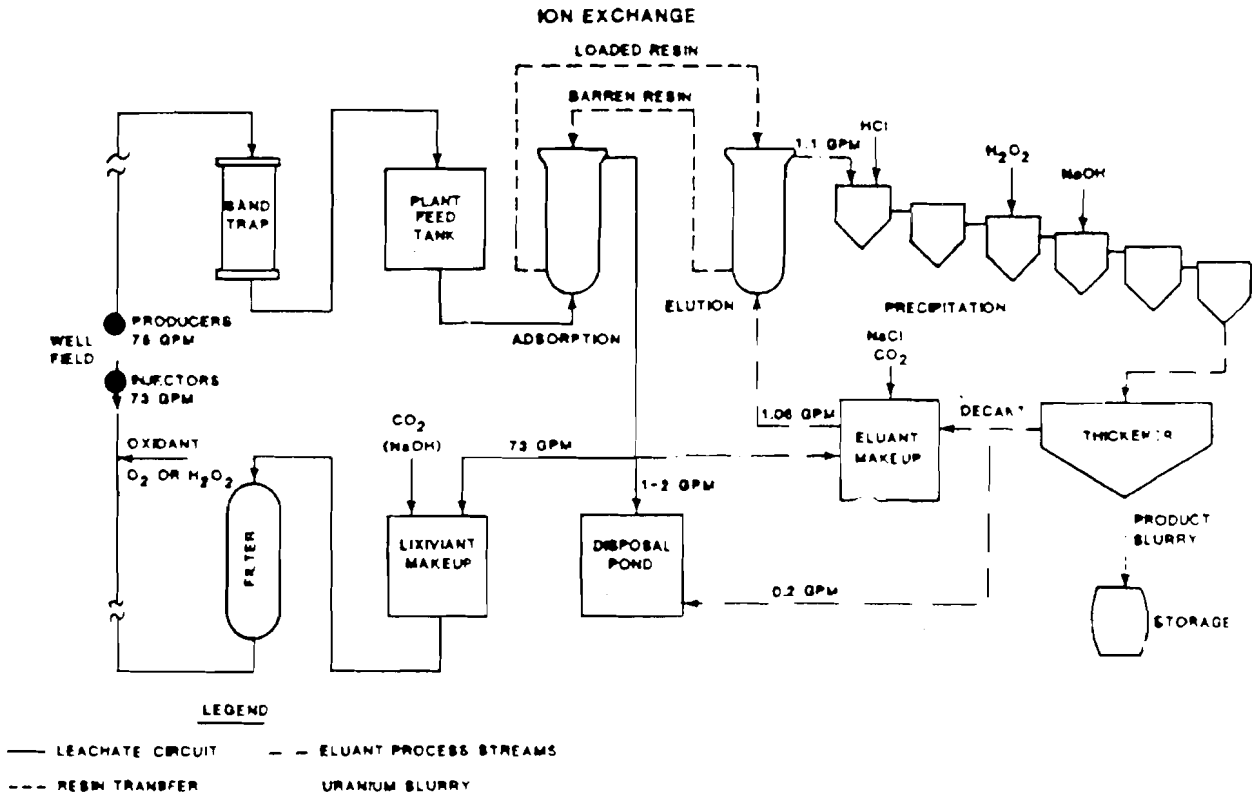 ION EXCHANGE
LOADED RESIN
BARREN RESIN
1.1 GPM
HCl
H2O2
NaOH
SAND
TRAP
PLANT
FEED
TANK
ADSORPTION
ELUTION
PRECIPITATION
WELL
FIELD
PRODUCERS
75 GPM
INJECTORS
73 GPM
OXIDANT
O2 OR H2O2
FILTER
CO2
(NaOH)
LIXIVIANT
MAKEUP
73 GPM
1-2 GPM
DISPOSAL
POND
NaCl
CO2
1.06 GPM
ELUANT
MAKEUP
DECANT
THICKENER
0.2 GPM
PRODUCT
SLURRY
STORAGE
LEGEND
LEACHATE CIRCUIT
ELUANT PROCESS STREAMS
RESIN TRANSFER
URANIUM SLURRY